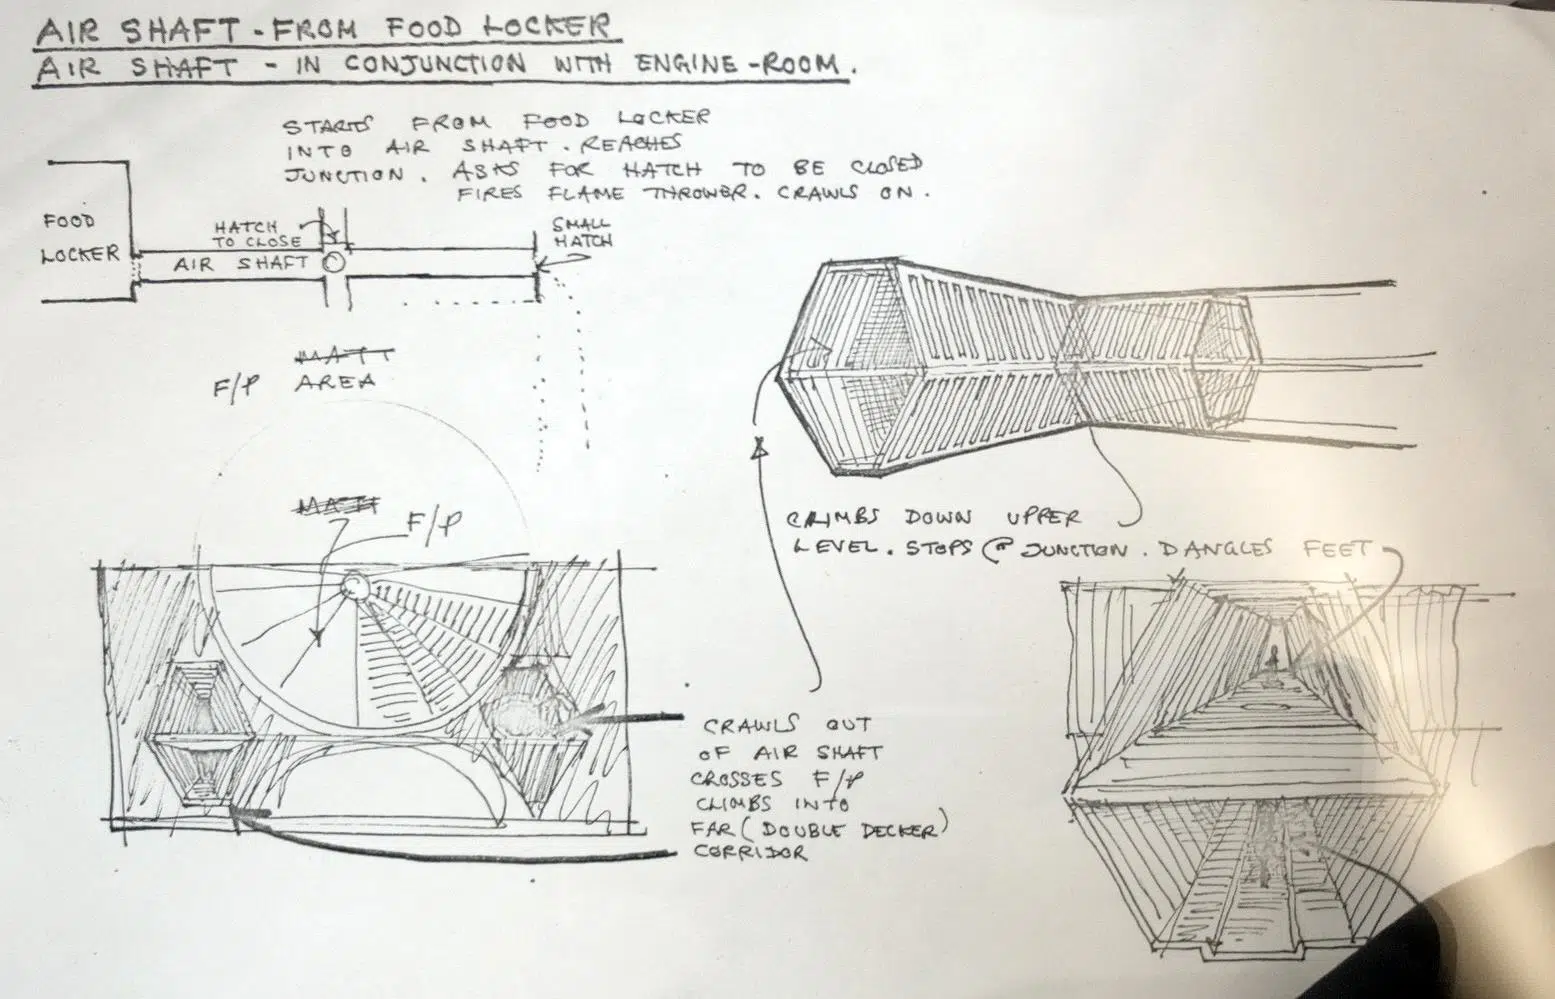 AIR SHAFT - FROM FOOD LOCKER
AIR SHAFT - IN CONJUNCTION WITH ENGINE-ROOM.
STARTS FROM FOOD LOCKER
INTO AIR SHAFT. REACHES
JUNCTION. ASKS FOR HATCH TO BE CLOSED
FIRES FLAME THROWER. CRAWLS ON.
FOOD
LOCKER
HATCH
TO CLOSE
AIR SHAFT
SMALL
HATCH
MATT
F/P AREA
MATT
F/P
CLIMBS DOWN UPPER
LEVEL. STOPS @ JUNCTION. DANGLES FEET
CRAWLS OUT
OF AIR SHAFT
CROSSES F/P
CLIMBS INTO
FAR (DOUBLE DECKER)
CORRIDOR